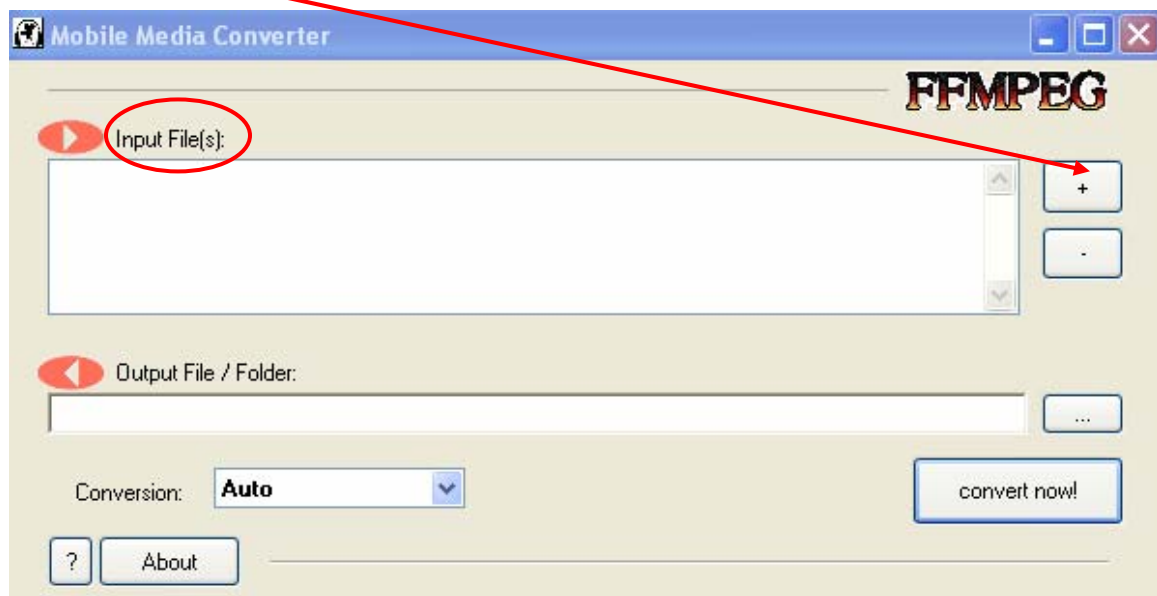 Mobile Media Converter
FFMPEG
Input File(s):
+
-
Output File / Folder:
...
Conversion: Auto
convert now!
? About